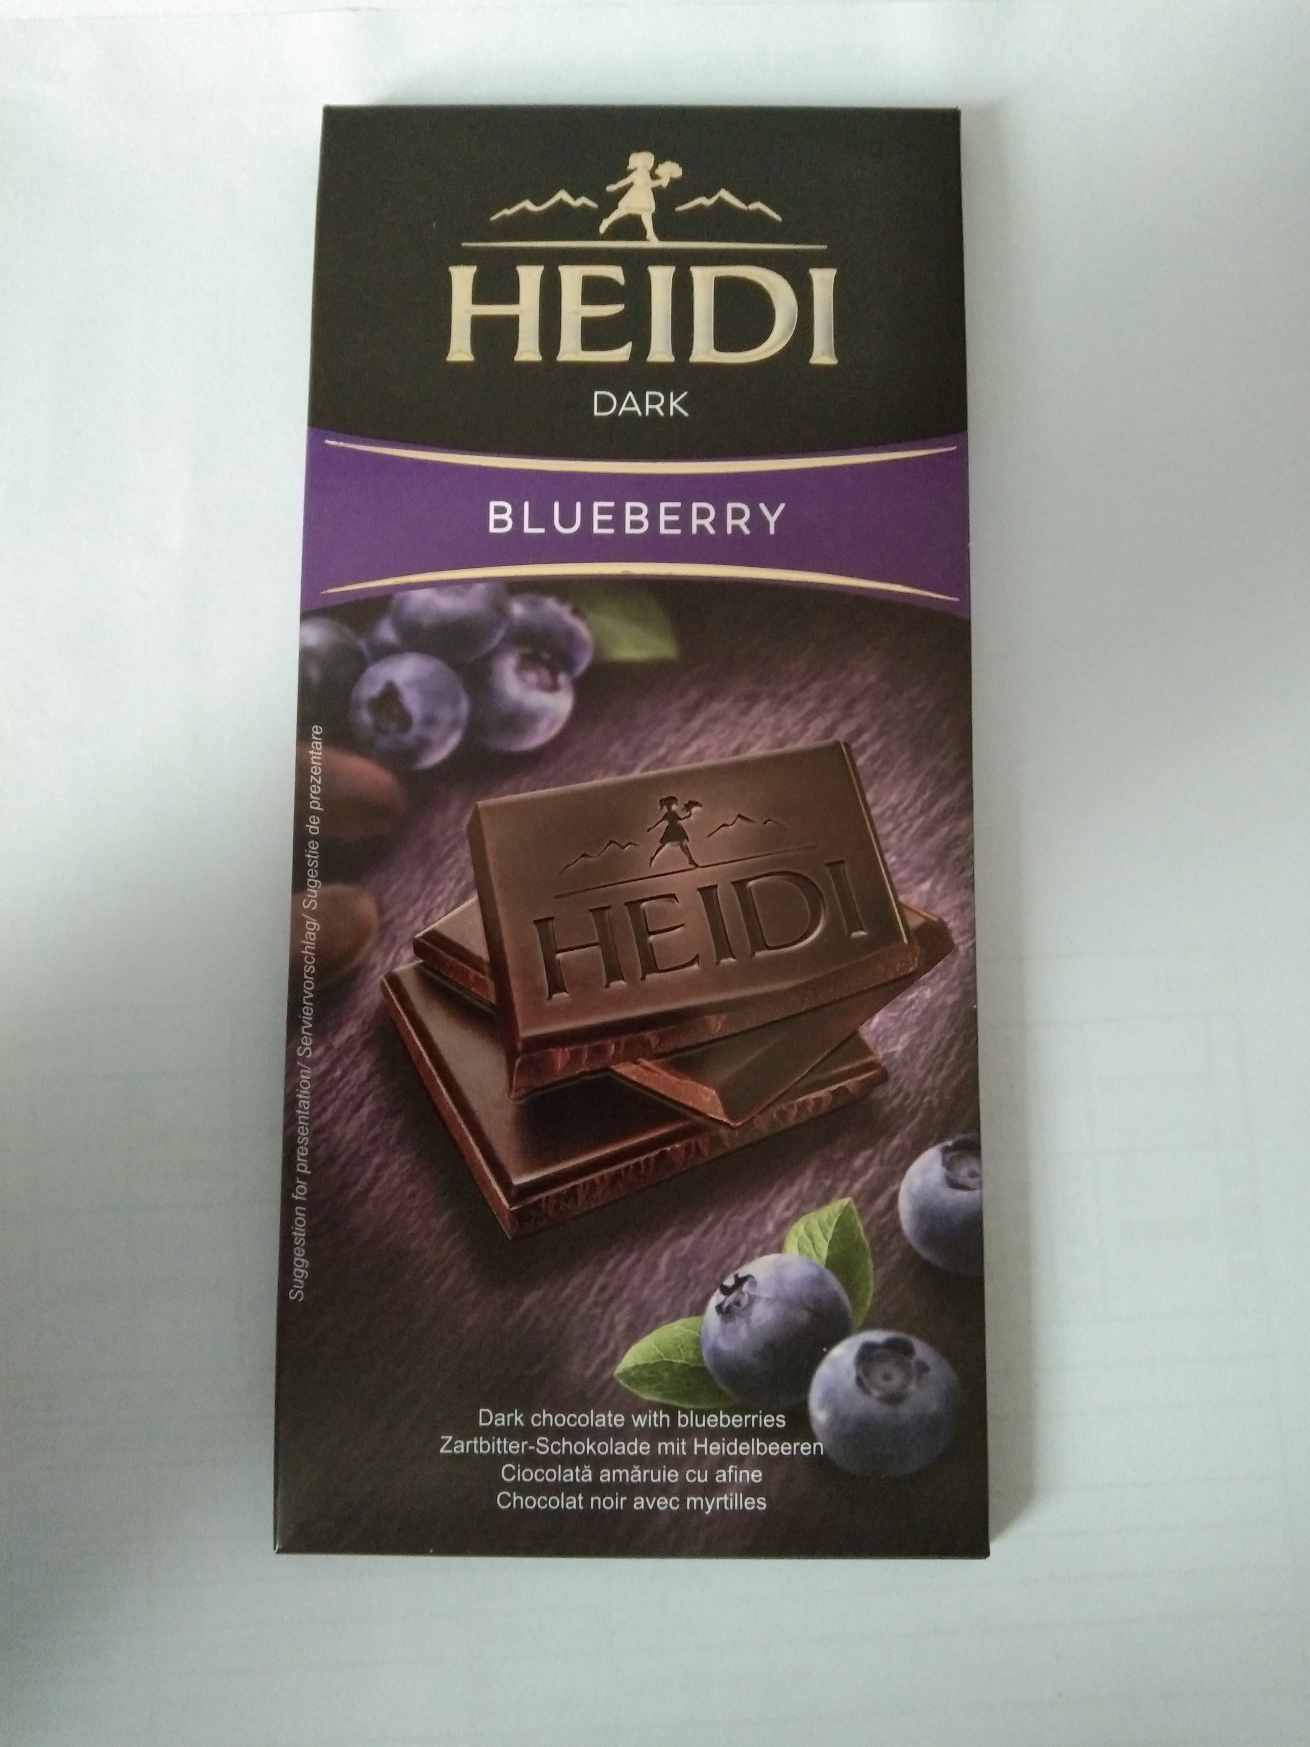 HEIDI
DARK
BLUEBERRY
Suggestion for presentation/ Serviervorschlag/ Sugestie de prezentare
HEIDI
Dark chocolate with blueberries
Zartbitter-Schokolade mit Heidelbeeren
Ciocolată amăruie cu afine
Chocolat noir avec myrtilles